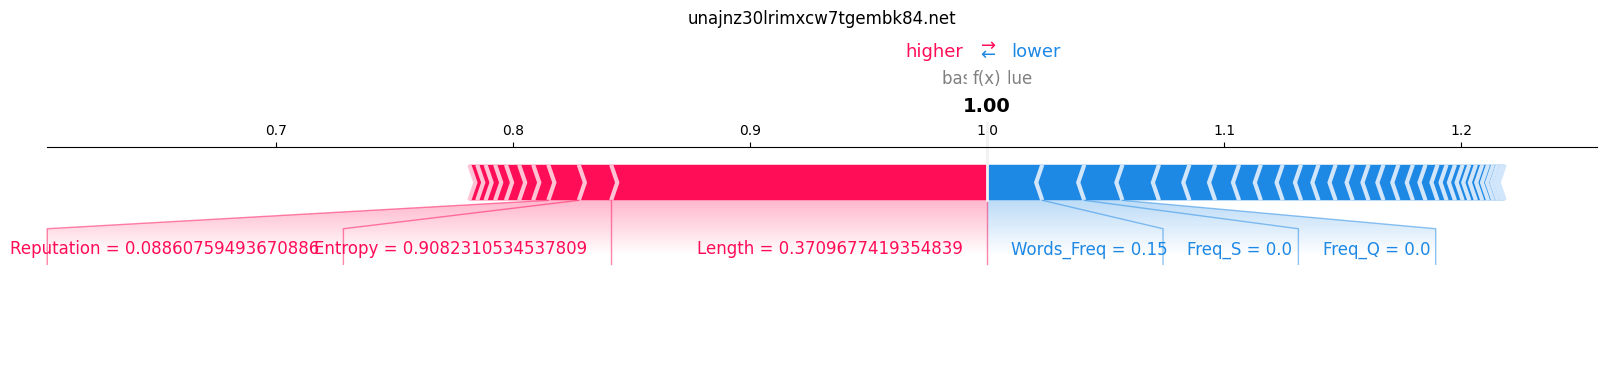 unajnz30lrimxcw7tgembk84.net
higher ⇄ lower
f(x)
1.00
0.7 0.8 0.9 1.1 1.2
Reputation = 0.08860759493670886 Entropy = 0.9082310534537809 Length = 0.3709677419354839 Words_Freq = 0.15 Freq_S = 0.0 Freq_Q = 0.0